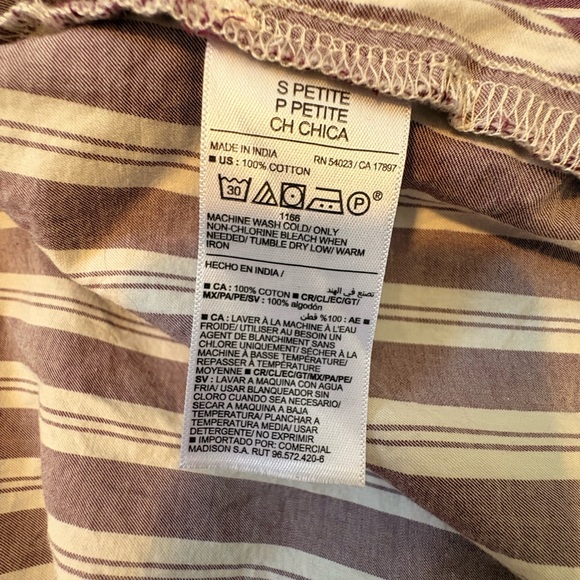 S PETITE
P PETITE
CH CHICA
MADE IN INDIA RN 54023 / CA 17897
■ US : 100% COTTON
30 P ®
1166
MACHINE WASH COLD/ ONLY
NON-CHLORINE BLEACH WHEN
NEEDED/ TUMBLE DRY LOW/ WARM
IRON
HECHO EN INDIA / صنع في الهند
■ CA : 100% COTON ■ CR/CL/EC/GT/
MX/PA/PE/SV : 100% algodón
■ AE : 100% قطن
■ CA : LAVER À LA MACHINE À L'EAU
FROIDE/ UTILISER AU BESOIN UN
AGENT DE BLANCHIMENT SANS
CHLORE UNIQUEMENT/ SÉCHER À LA
MACHINE À BASSE TEMPÉRATURE/
REPASSER À TEMPÉRATURE
MOYENNE ■ CR/CL/EC/GT/MX/PA/PE/
SV : LAVAR A MAQUINA CON AGUA
FRIA/ USAR BLANQUEADOR SIN
CLORO CUANDO SEA NECESARIO/
SECAR A MAQUINA A BAJA
TEMPERATURA/ PLANCHAR A
TEMPERATURA MEDIA/ USAR
DETERGENTE/ NO EXPRIMIR
■ IMPORTADO POR: COMERCIAL
MADISON S.A. RUT 96.572.420-6